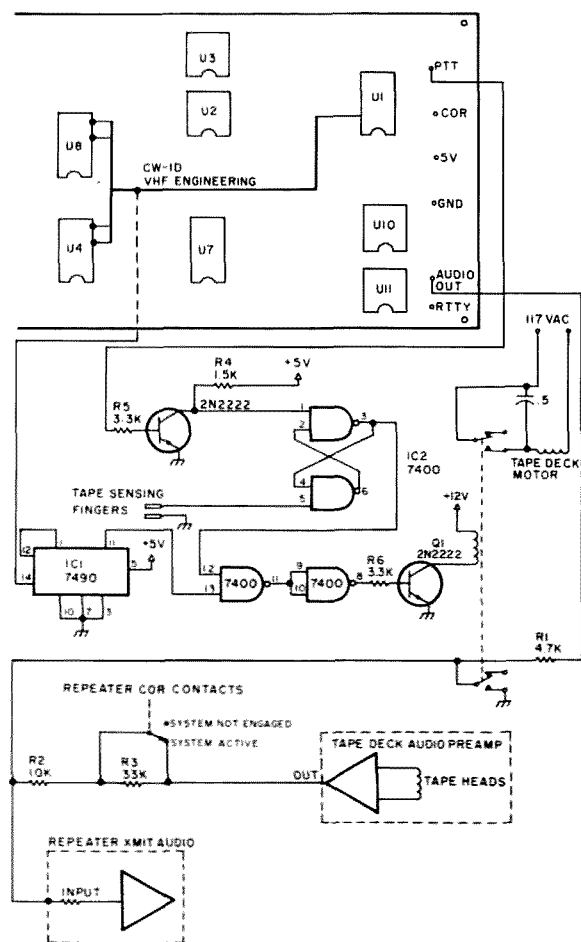 U3
U2
U1
PTT
COR
U8
5V
CW-1D
VHF ENGINEERING
GND
U4
U7
U10
U11
AUDIO
OUT
RTTY
117 VAC
R4
1.5K
+5V
R5
3.3K
2N2222
1
2
3
IC2
7400
.5
4
5
6
TAPE DECK
MOTOR
TAPE SENSING
FINGERS
+12V
Q1
2N2222
12
1
11
+5V
IC1
7490
5
14
10
7
3
12
13
7400
11
9
10
7400
8
R6
3.3K
R1
4.7K
REPEATER COR CONTACTS
SYSTEM NOT ENGAGED
SYSTEM ACTIVE
R2
10K
R3
33K
OUT
TAPE DECK AUDIO PREAMP
TAPE HEADS
REPEATER XMIT AUDIO
INPUT